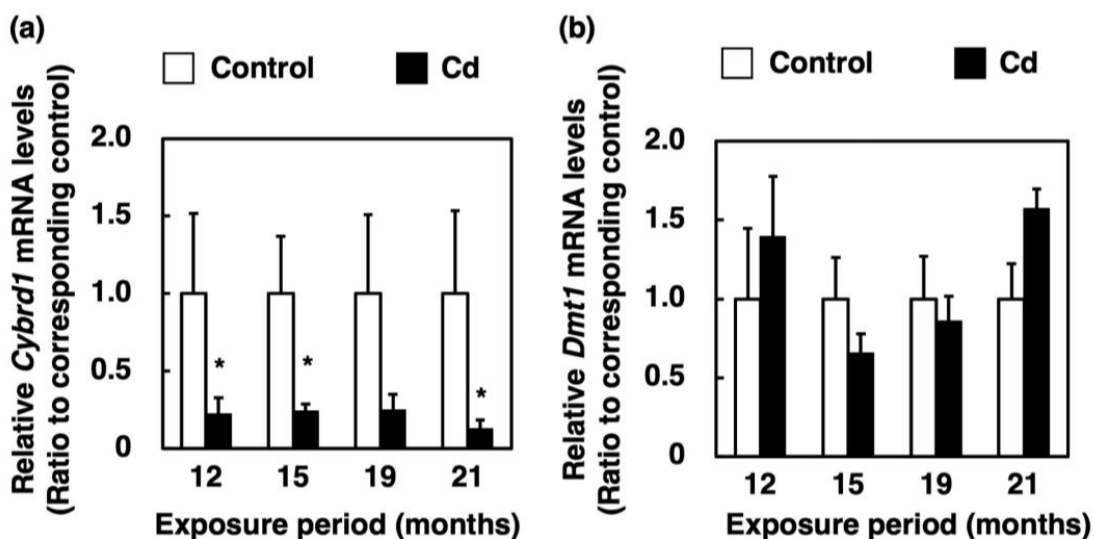 (a)
Control Cd
Relative Cybrd1 mRNA levels
(Ratio to corresponding control)
2.0
1.5
1.0
0.5
0
* * *
12 15 19 21
Exposure period (months)
(b)
Control Cd
Relative Dmt1 mRNA levels
(Ratio to corresponding control)
2.0
1.5
1.0
0.5
0
12 15 19 21
Exposure period (months)